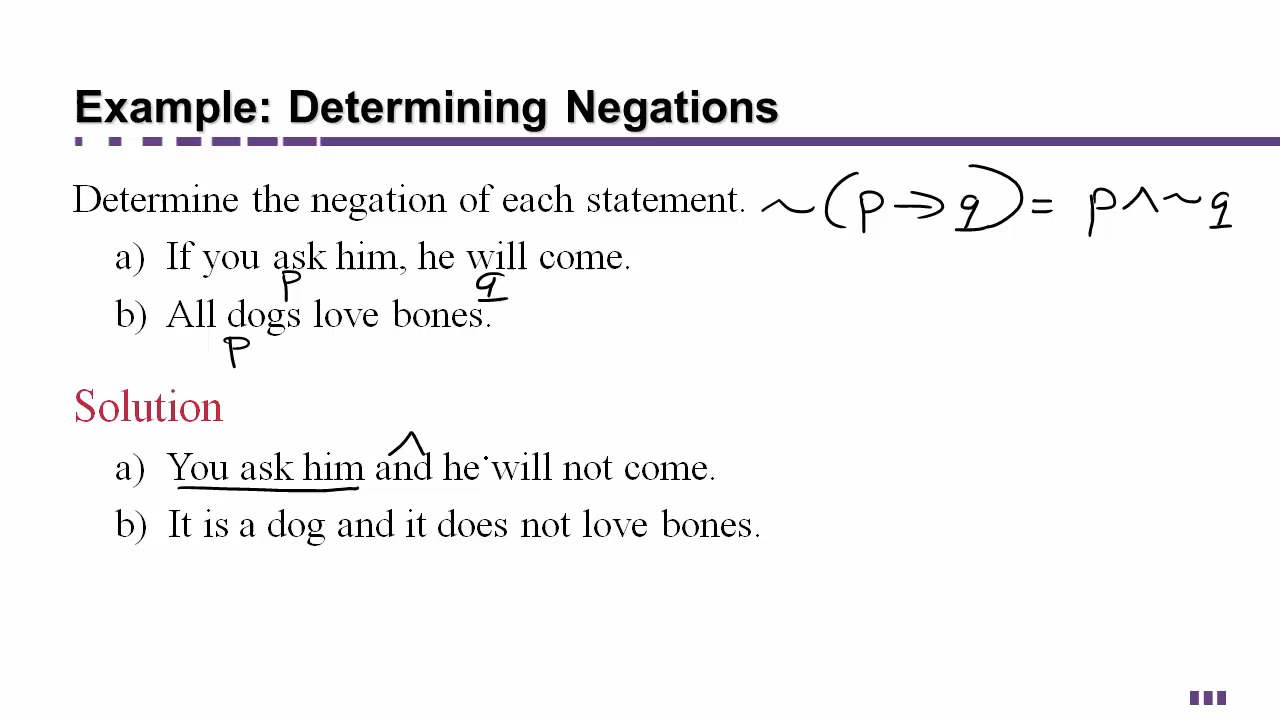 Example: Determining Negations
Determine the negation of each statement. ~(p→q) = p∧~q
a) If you ask him, he will come.
p q
b) All dogs love bones.
p
Solution
∧
a) You ask him and he will not come.
b) It is a dog and it does not love bones.